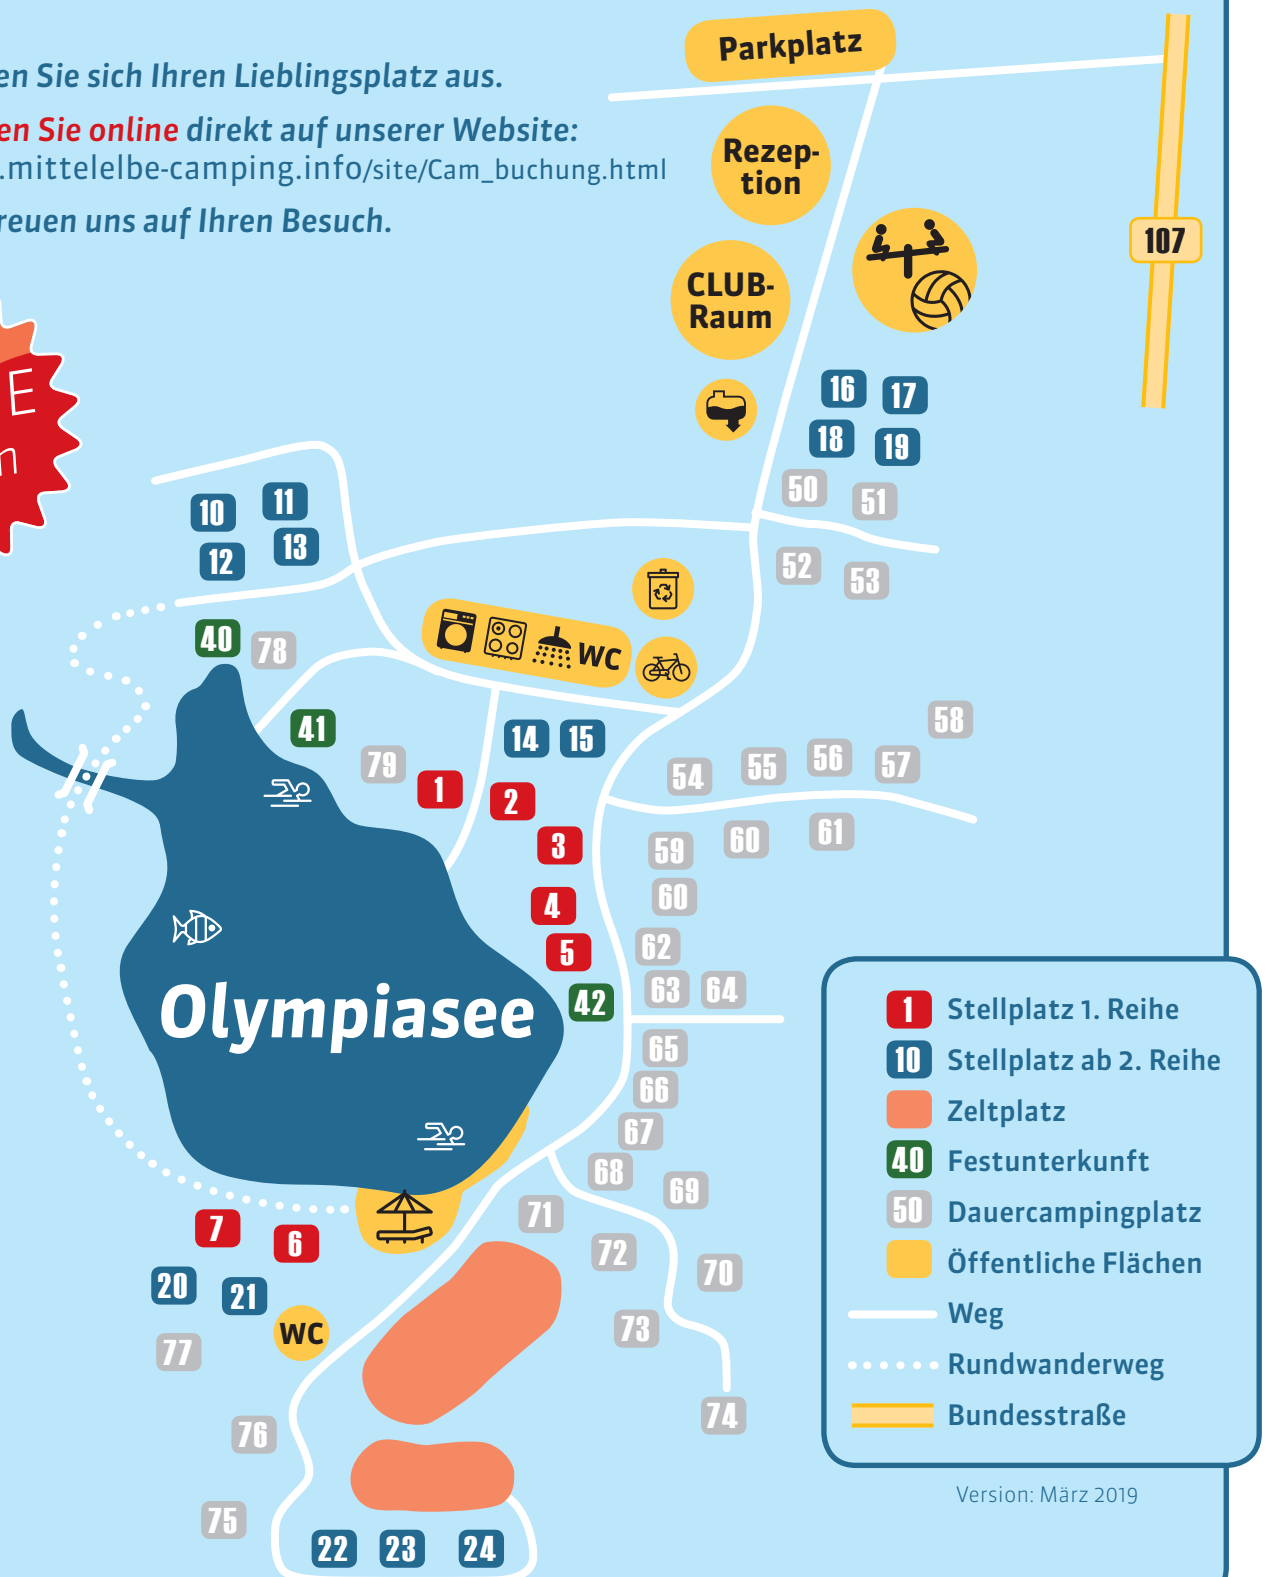 en Sie sich Ihren Lieblingsplatz aus.
en Sie online direkt auf unserer Website:
.mittelelbe-camping.info/site/Cam_buchung.html
reuen uns auf Ihren Besuch.
Parkplatz
Rezep-
tion
107
CLUB-
Raum
E
n
16
17
18
19
50
51
10
11
12
13
52
53
40
78
WC
41
14
15
58
79
54
55
56
57
1
2
3
59
60
61
4
60
5
62
42
63
64
Olympiasee
65
66
67
68
69
7
6
71
72
70
20
21
WC
73
77
76
74
75
22
23
24
1 Stellplatz 1. Reihe
10 Stellplatz ab 2. Reihe
Zeltplatz
40 Festunterkunft
50 Dauercampingplatz
Öffentliche Flächen
Weg
Rundwanderweg
Bundesstraße
Version: März 2019